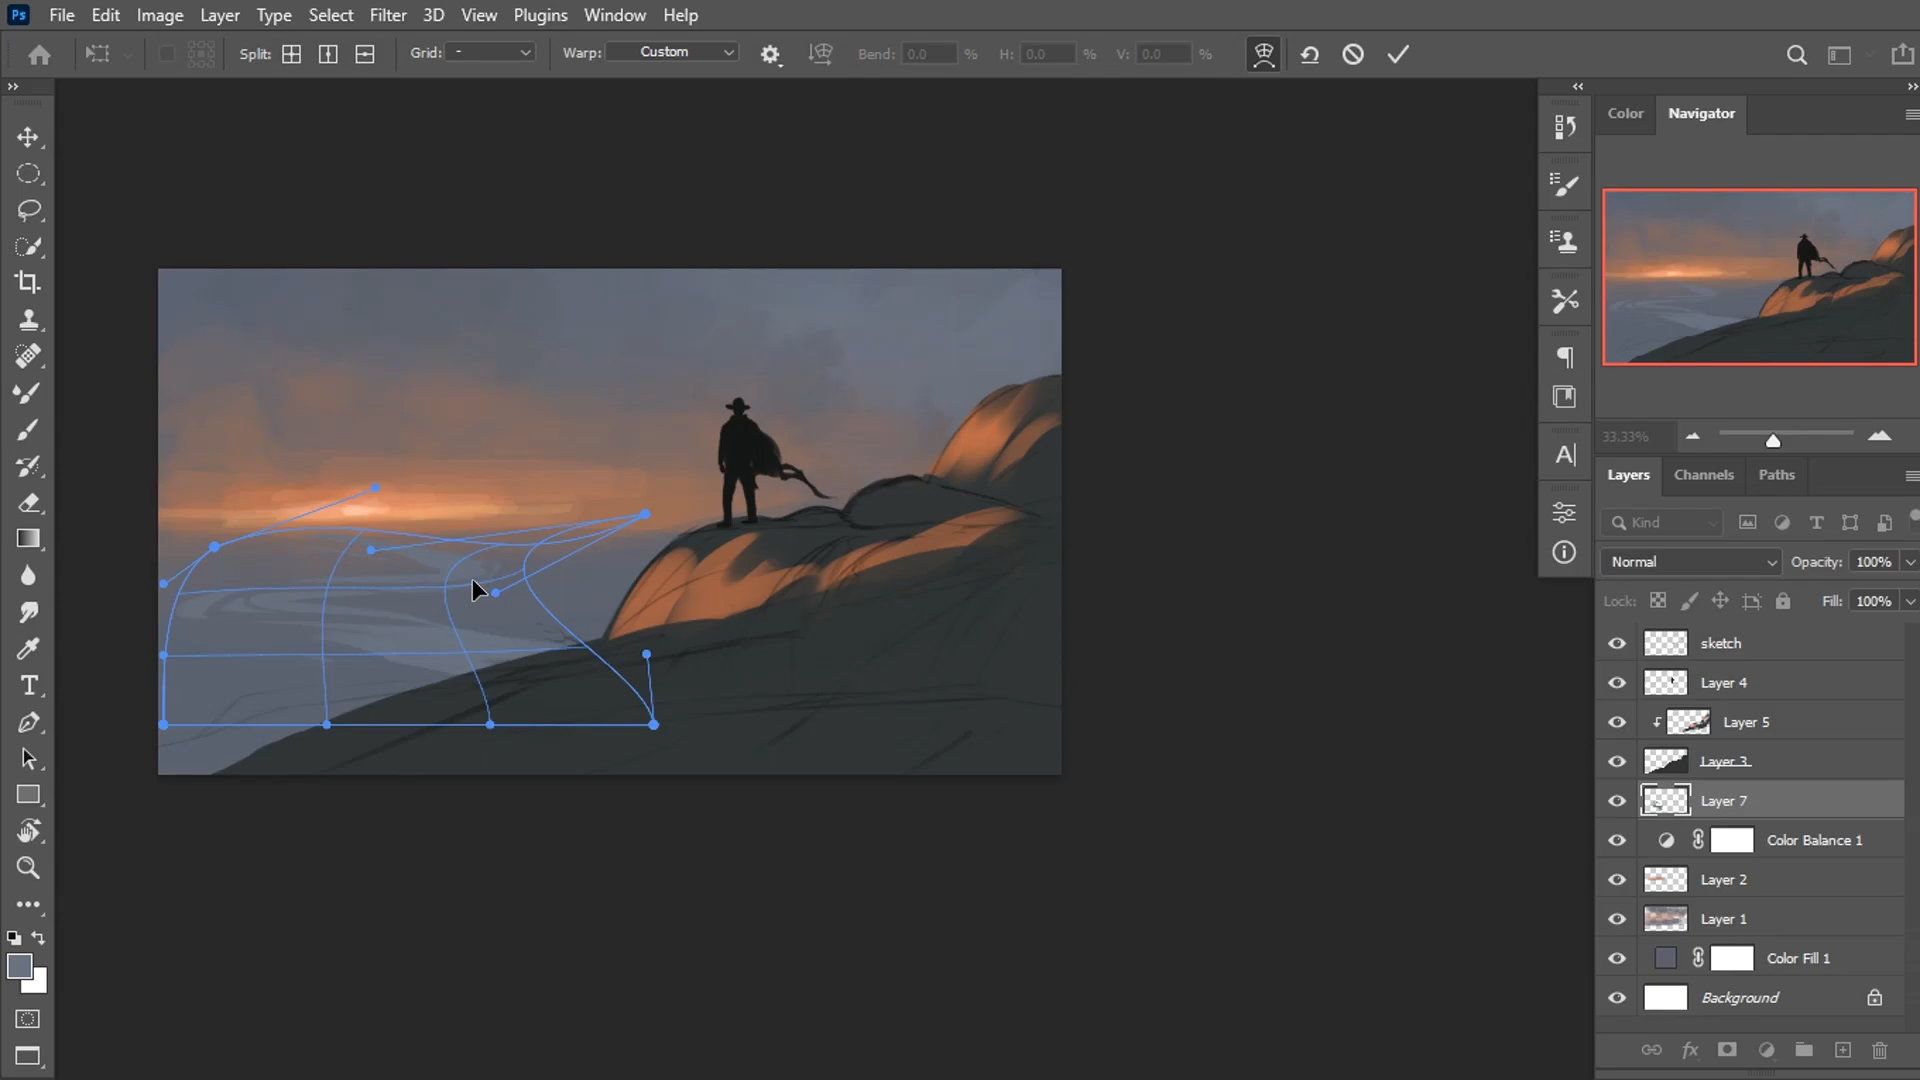 Ps File Edit Image Layer Type Select Filter 3D View Plugins Window Help
Split: Grid: - Warp: Custom Bend: 0.0 % H: 0.0 % V: 0.0 %
Color Navigator
33.33%
Layers Channels Paths
Kind
Normal Opacity: 100%
Lock: Fill: 100%
sketch
Layer 4
Layer 5
Layer 3
Layer 7
Color Balance 1
Layer 2
Layer 1
Color Fill 1
Background